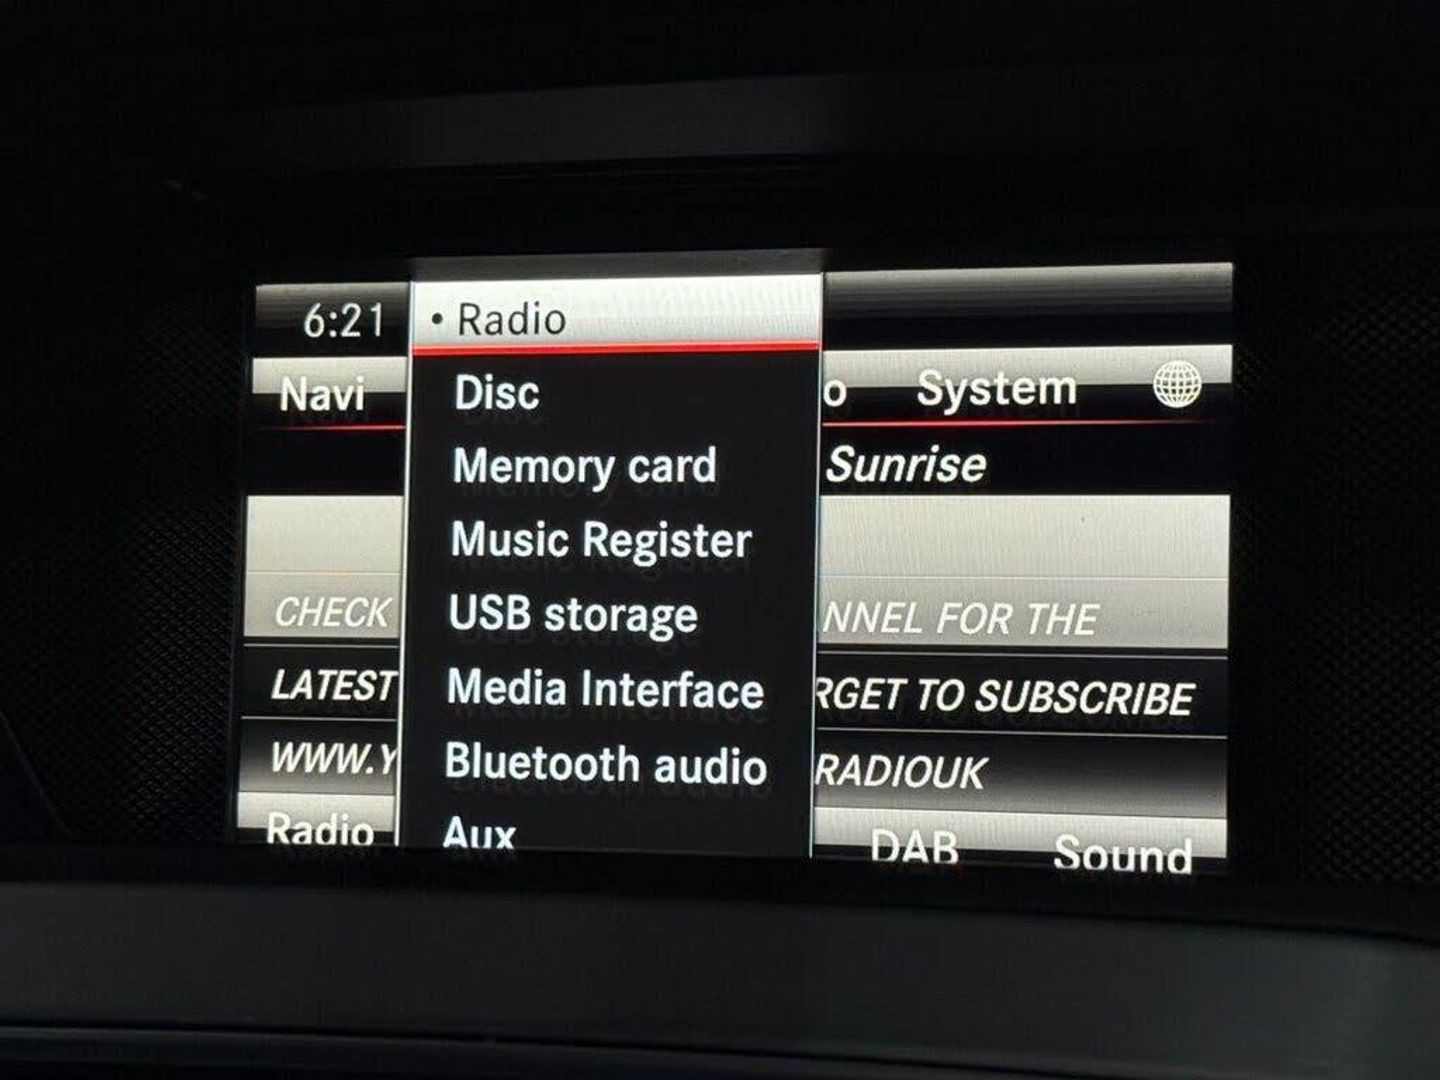 6:21
• Radio
Navi
Disc
o
System
Memory card
Sunrise
Music Register
CHECK
USB storage
NNEL FOR THE
LATEST
Media Interface
RGET TO SUBSCRIBE
WWW.Y
Bluetooth audio
RADIOUK
Radio
Aux
DAB
Sound